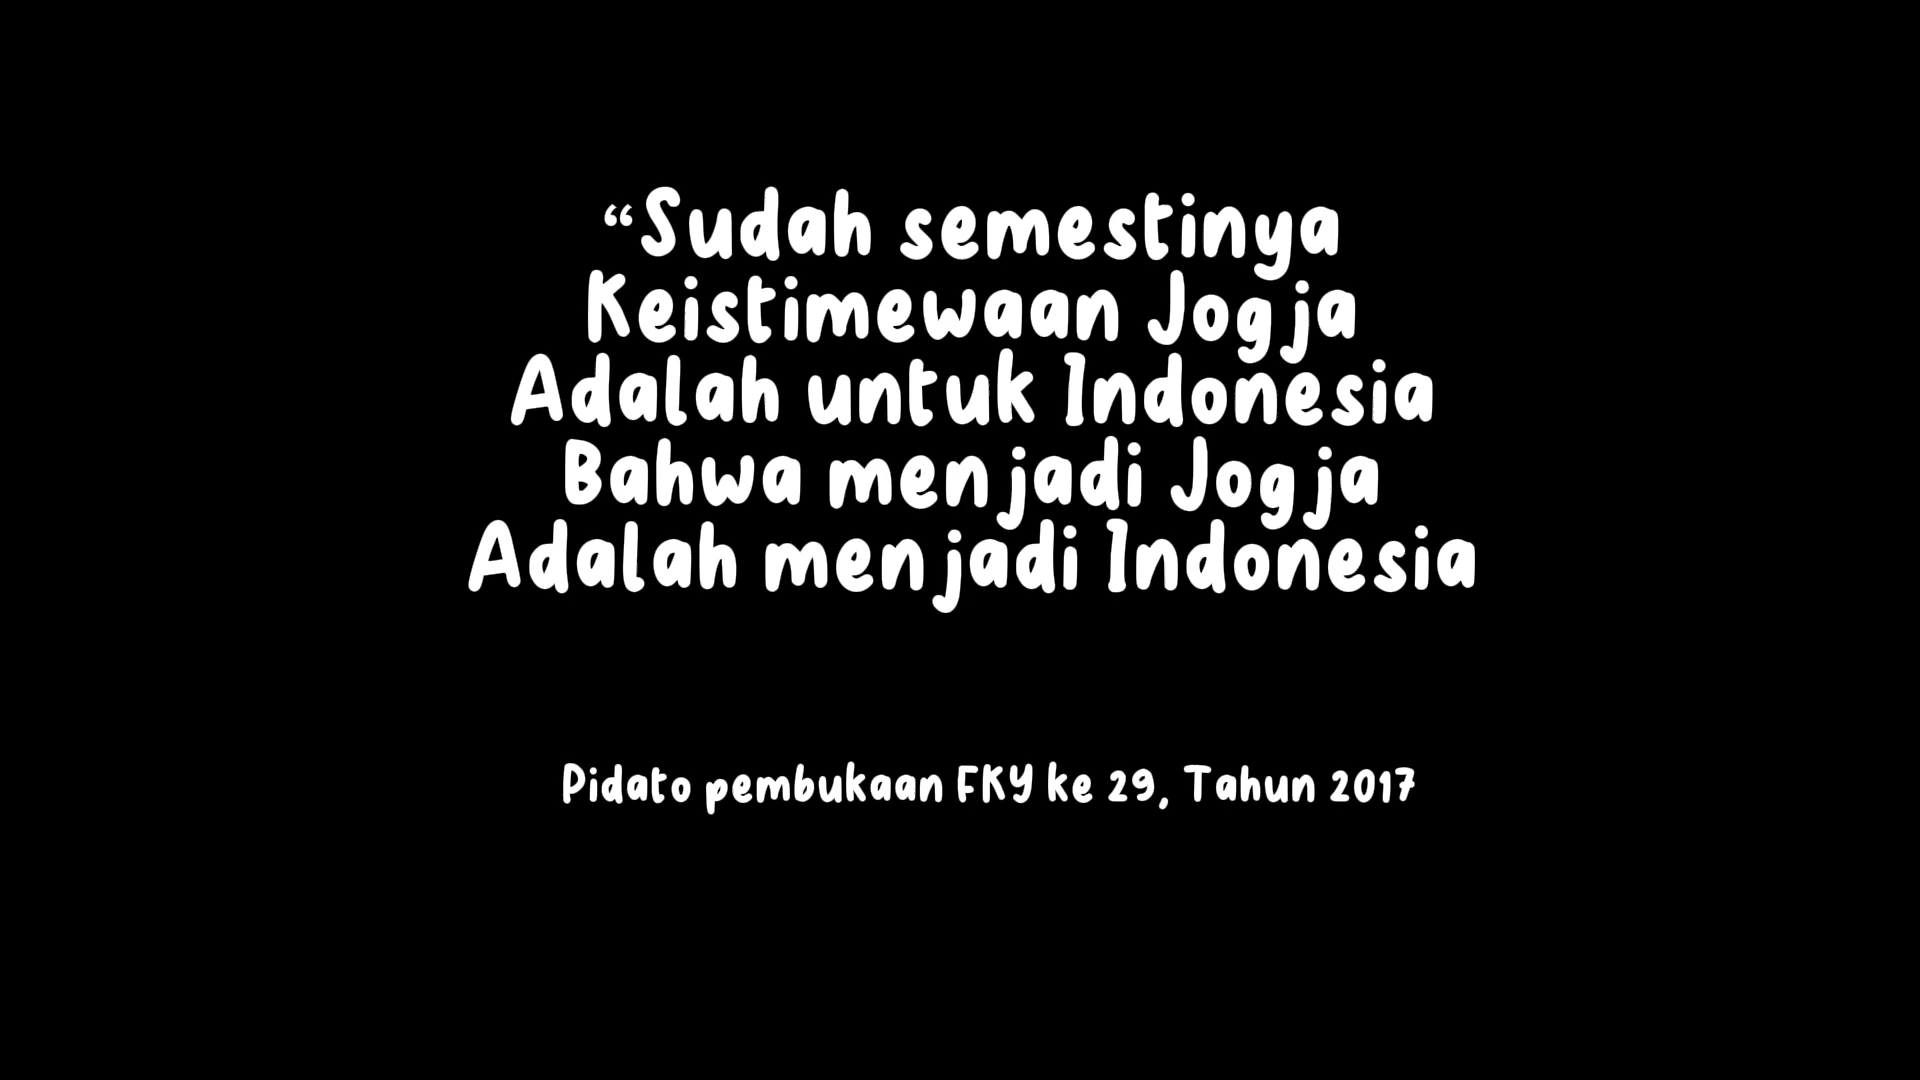 “Sudah semestinya
Keistimewaan Jogja
Adalah untuk Indonesia
Bahwa menjadi Jogja
Adalah menjadi Indonesia
Pidato pembukaan FKY ke 29, Tahun 2017